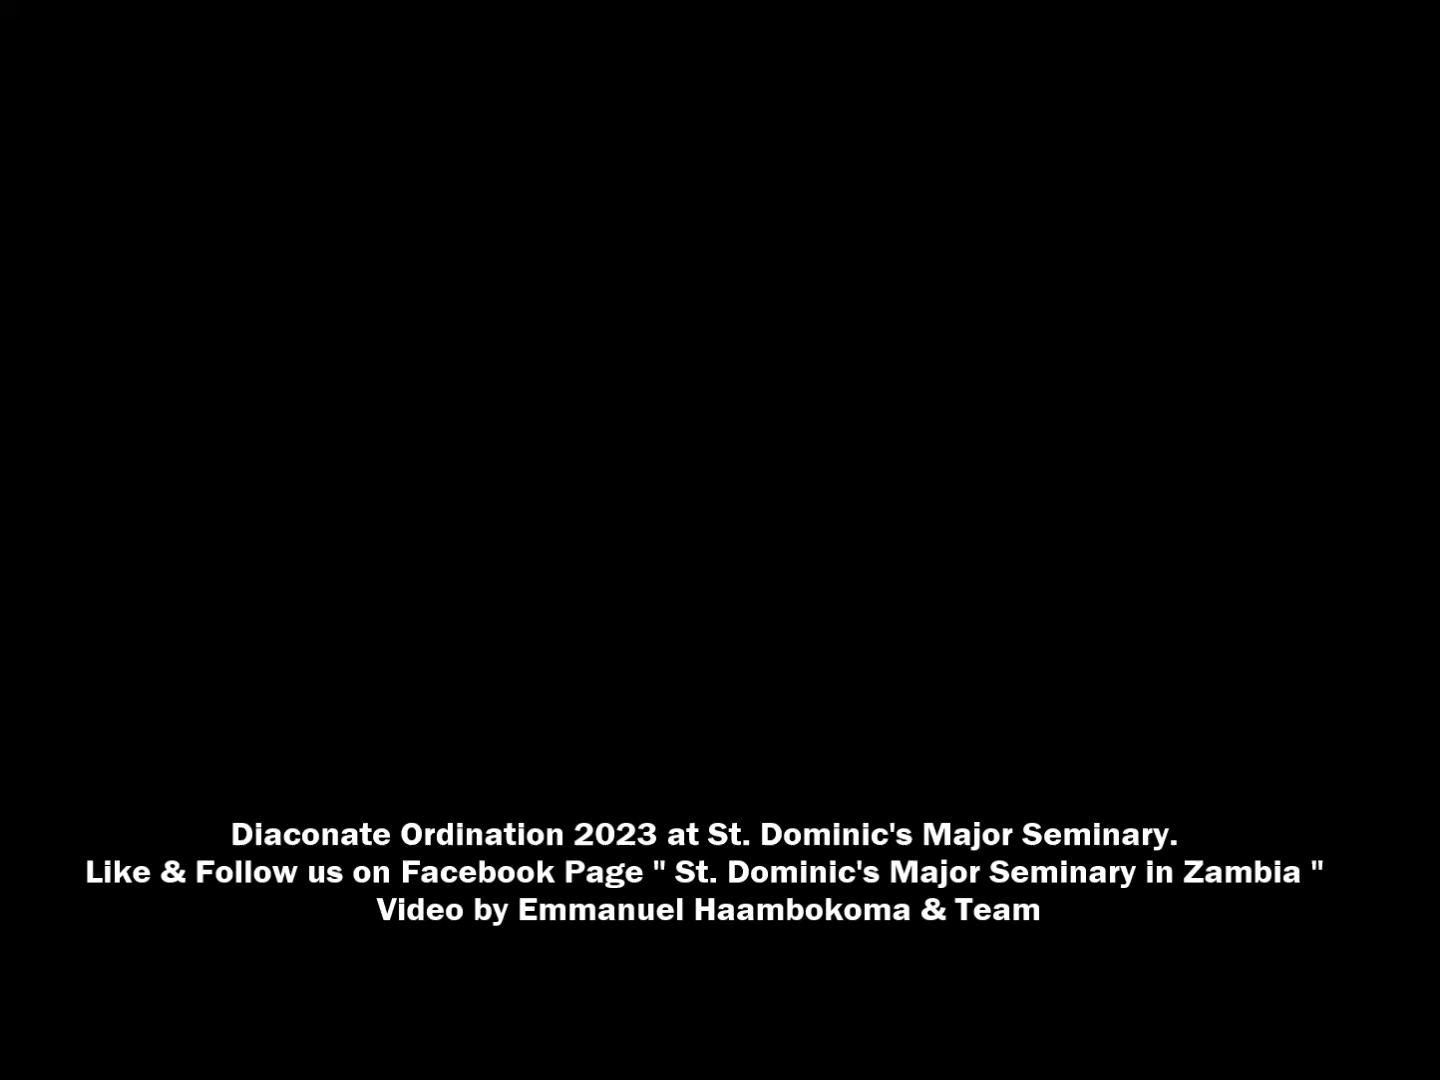 Diaconate Ordination 2023 at St. Dominic's Major Seminary.
Like & Follow us on Facebook Page " St. Dominic's Major Seminary in Zambia "
Video by Emmanuel Haambokoma & Team